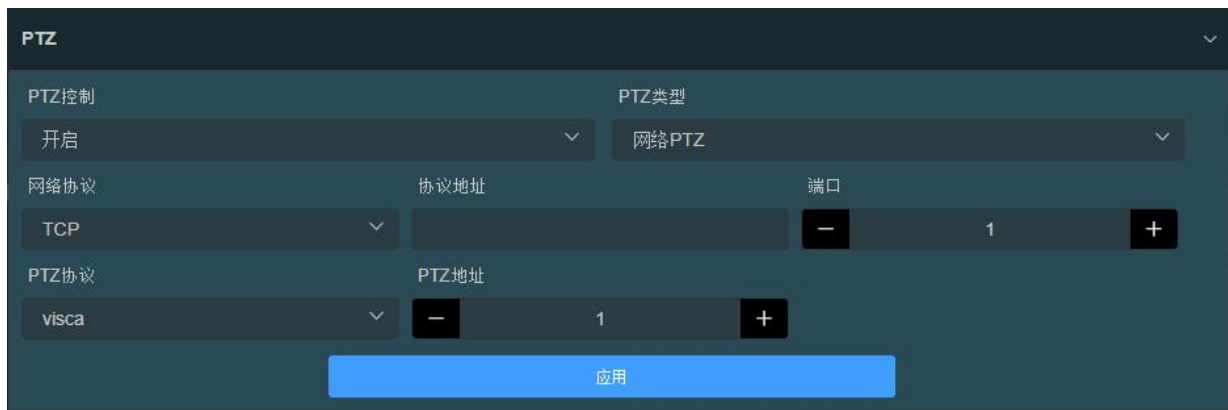 PTZ
PTZ控制 PTZ类型
开启 网络PTZ
网络协议 协议地址 端口
TCP − 1 +
PTZ协议 PTZ地址
visca − 1 +
应用